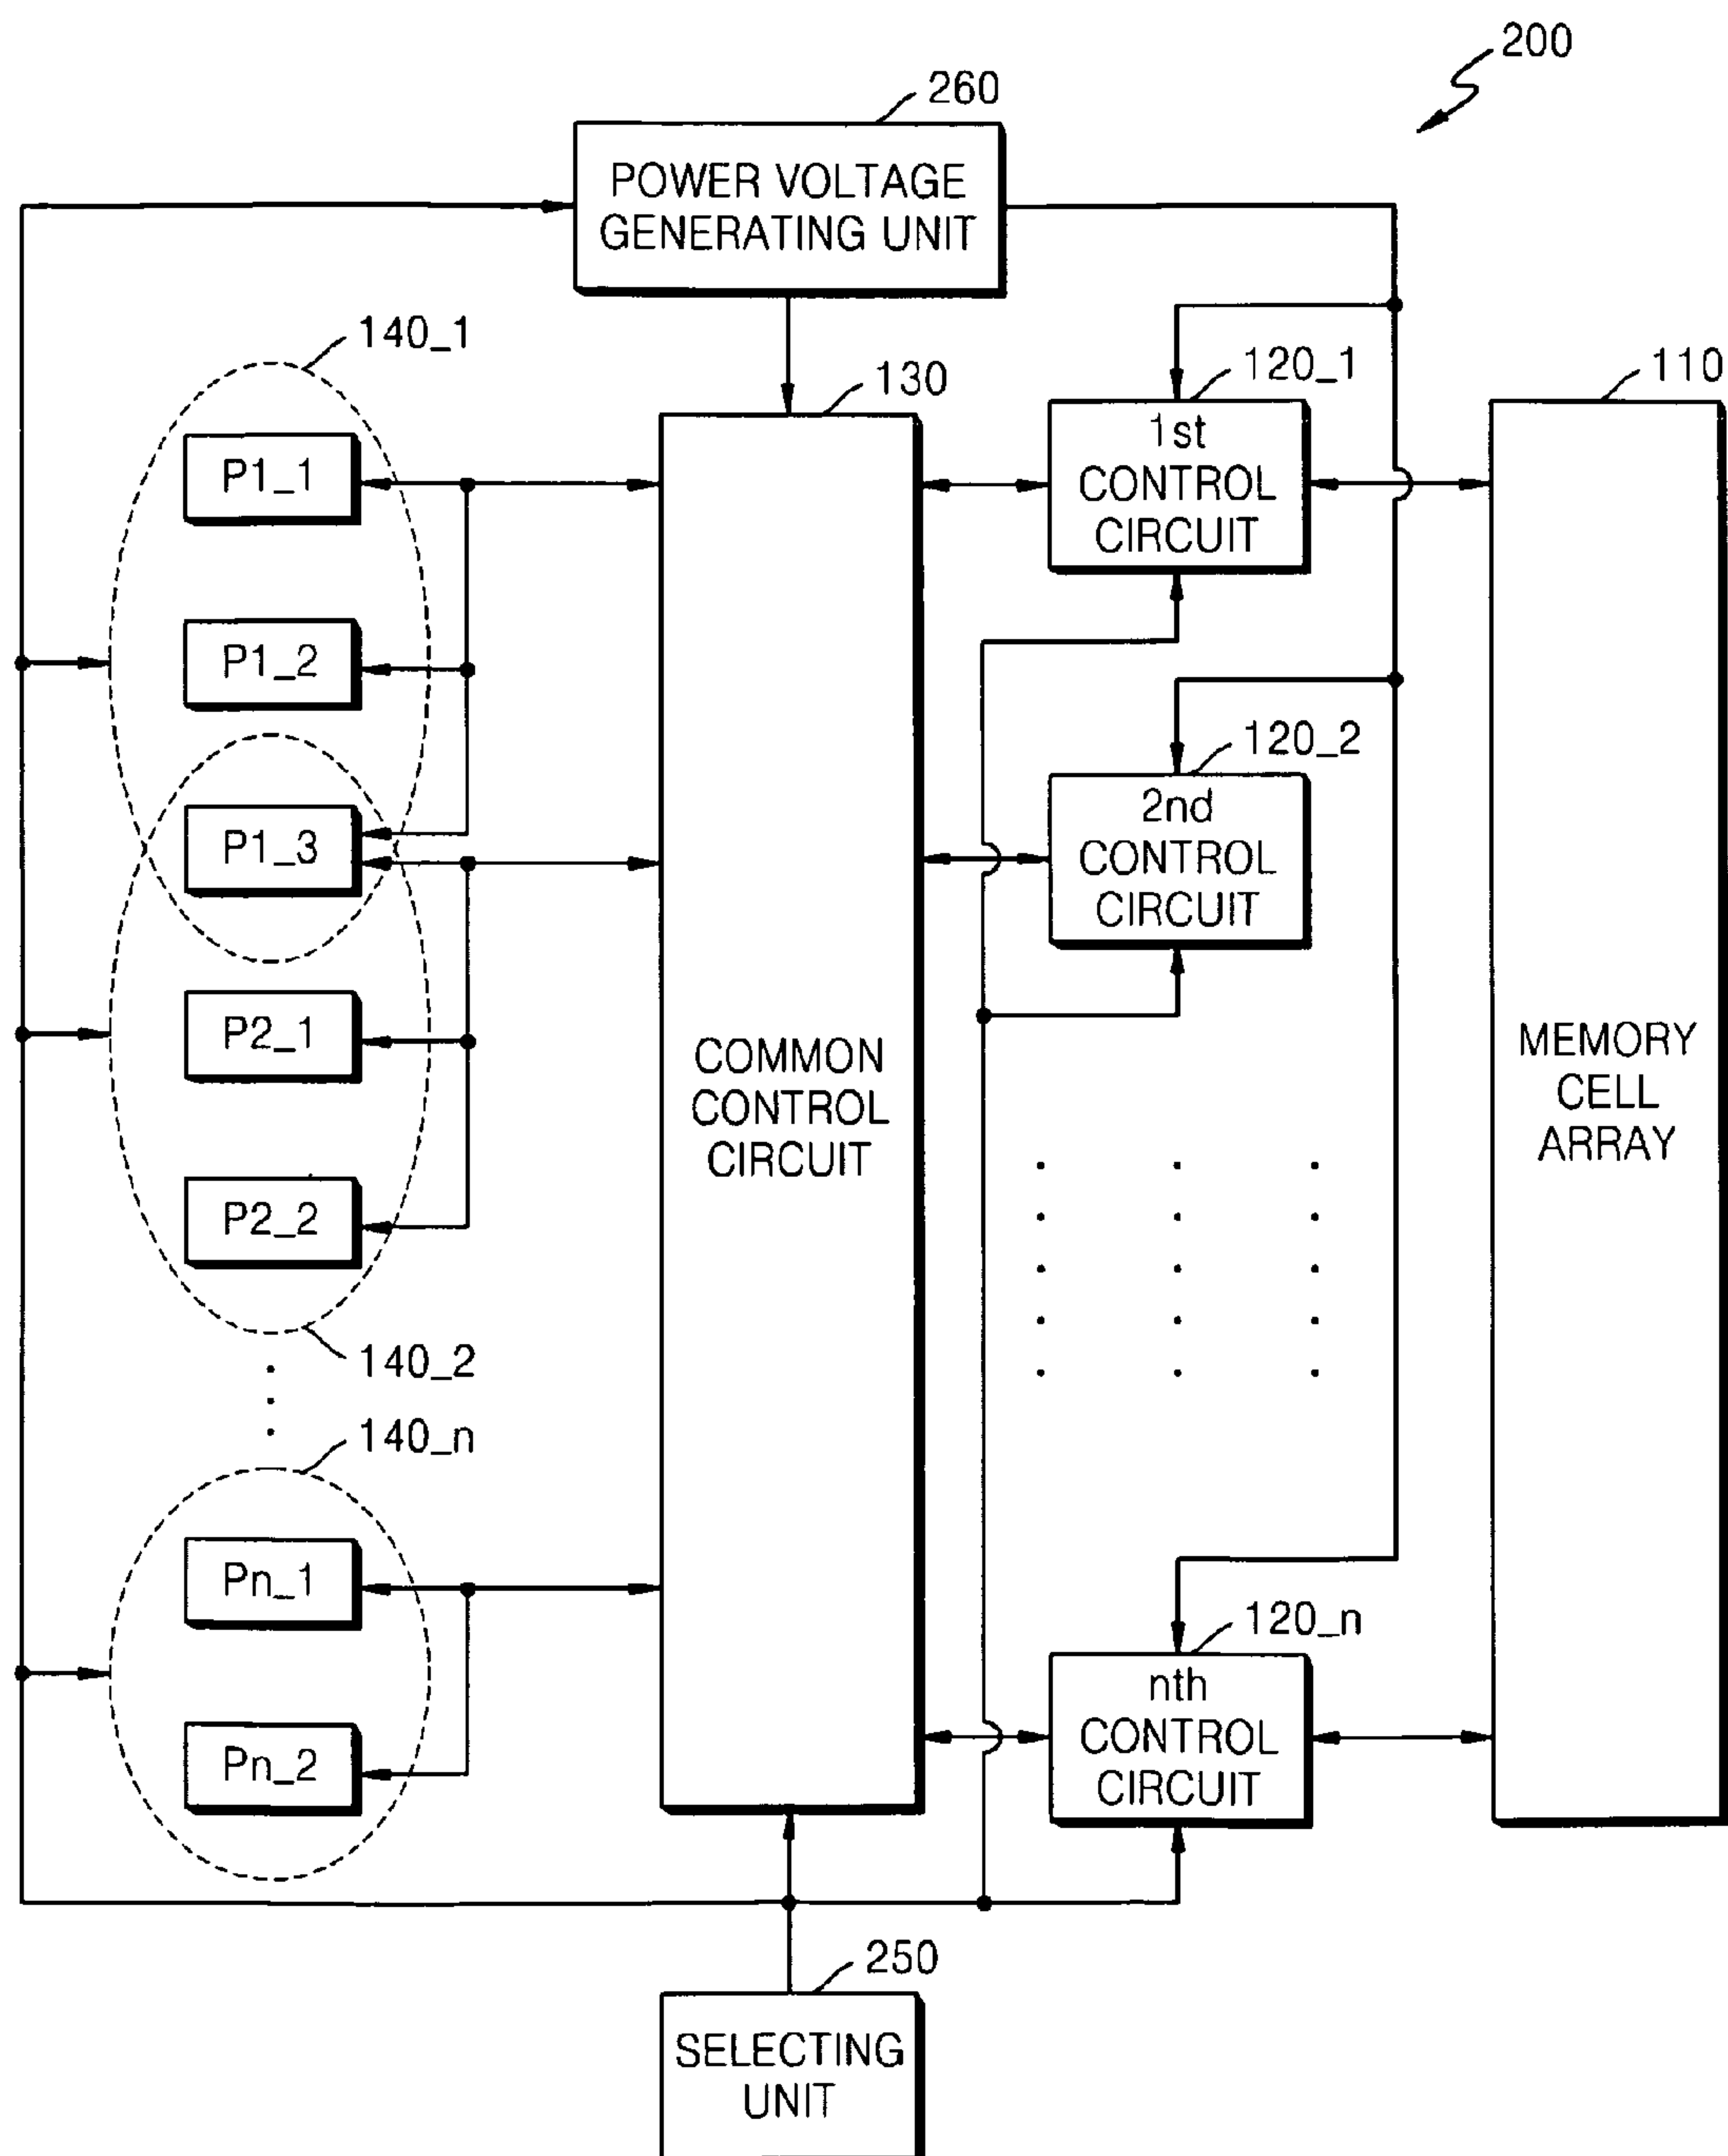 200
260
POWER VOLTAGE
GENERATING UNIT
140_1
130
120_1
110
P1_1
1st
CONTROL
CIRCUIT
P1_2
120_2
P1_3
2nd
CONTROL
CIRCUIT
P2_1
COMMON
CONTROL
CIRCUIT
MEMORY
CELL
ARRAY
P2_2
140_2
140_n
Pn_1
120_n
nth
CONTROL
CIRCUIT
Pn_2
250
SELECTING
UNIT